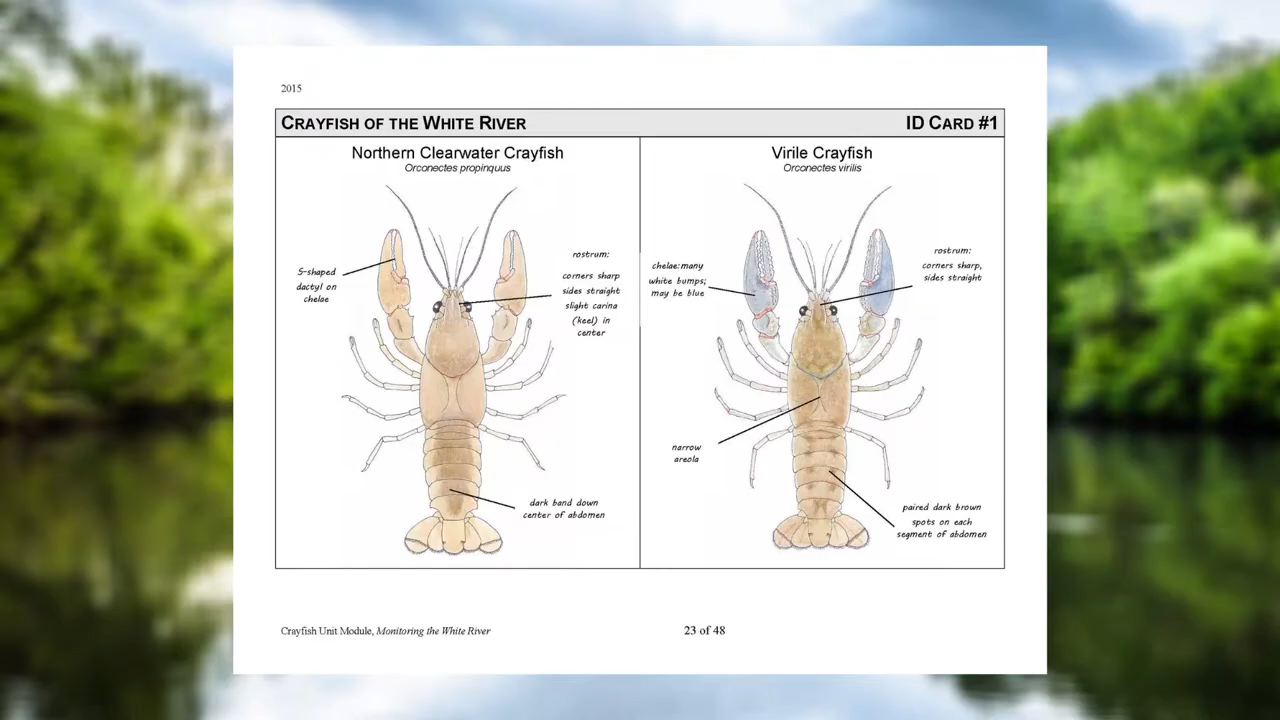 2015
CRAYFISH OF THE WHITE RIVER
ID CARD #1
Northern Clearwater Crayfish
Orconectes propinquus
S-shaped
dactyl on
chelae
rostrum:
corners sharp
sides straight
slight carina
(keel) in
center
dark band down
center of abdomen
Virile Crayfish
Orconectes virilis
chelae:many
white bumps;
may be blue
rostrum:
corners sharp,
sides straight
narrow
areola
paired dark brown
spots on each
segment of abdomen
Crayfish Unit Module, Monitoring the White River
23 of 48